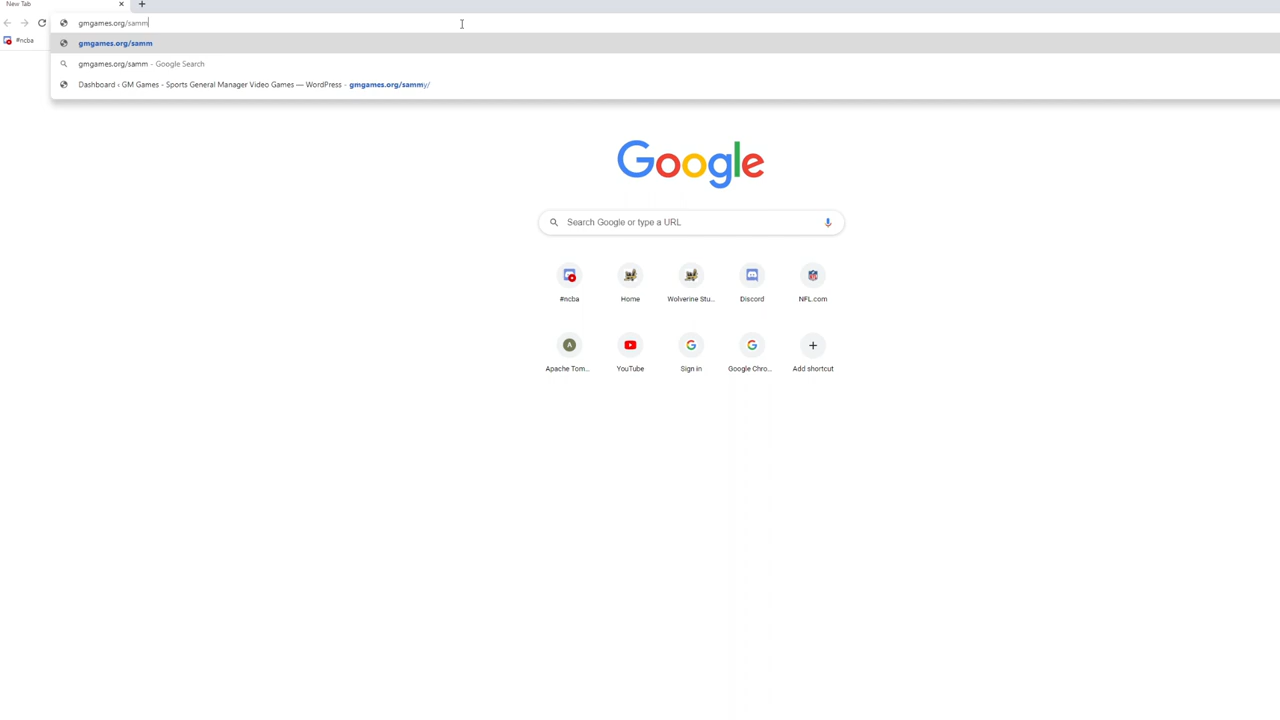 New Tab
gmgames.org/samm
#ncba
gmgames.org/samm
gmgames.org/samm - Google Search
Dashboard ‹ GM Games - Sports General Manager Video Games — WordPress - gmgames.org/sammy/
Google
Search Google or type a URL
#ncba Home Wolverine Stu... Discord NFL.com
A
Apache Tom... YouTube Sign in Google Chro... Add shortcut